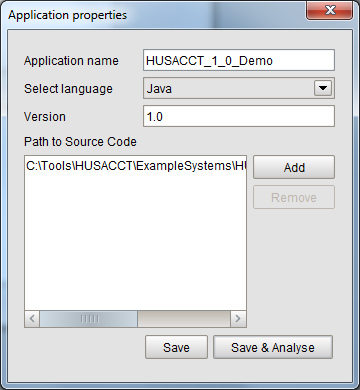 Application properties
Application name HUSACCT_1_0_Demo
Select language Java
Version 1.0
Path to Source Code
C:\Tools\HUSACCT\ExampleSystems\HU
Add
Remove
Save Save & Analyse